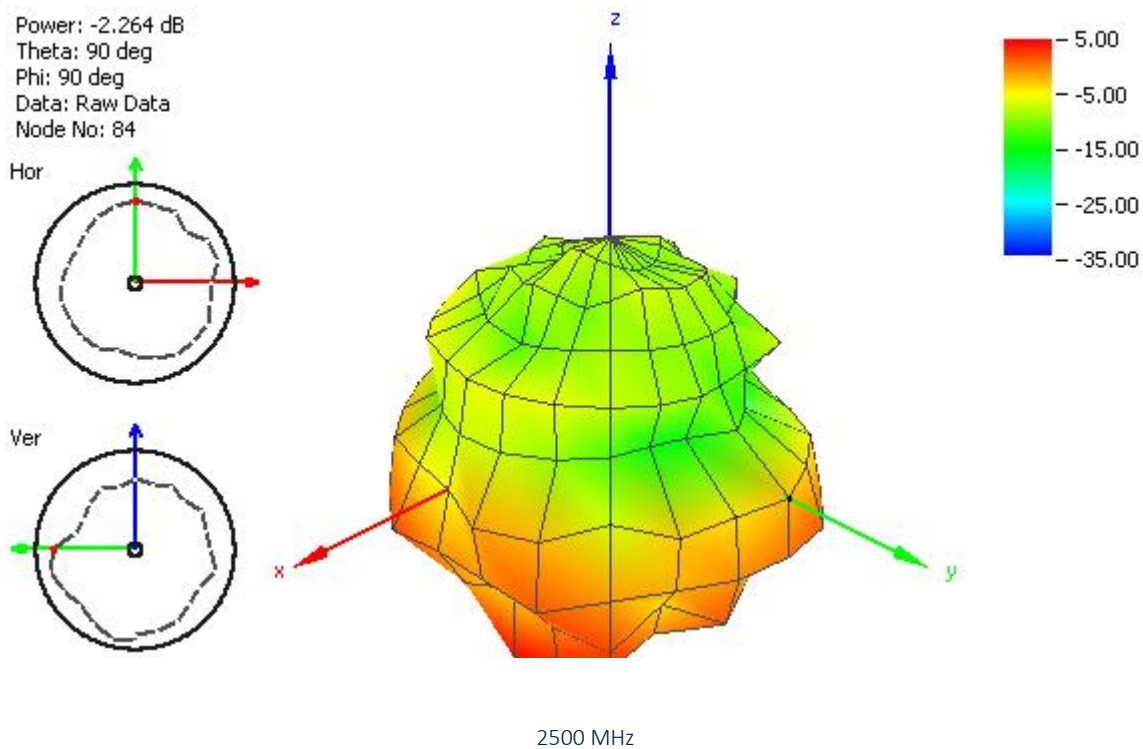 Power: -2.264 dB
Theta: 90 deg
Phi: 90 deg
Data: Raw Data
Node No: 84
Hor
Ver
z
x
y
5.00
-5.00
-15.00
-25.00
-35.00
2500 MHz